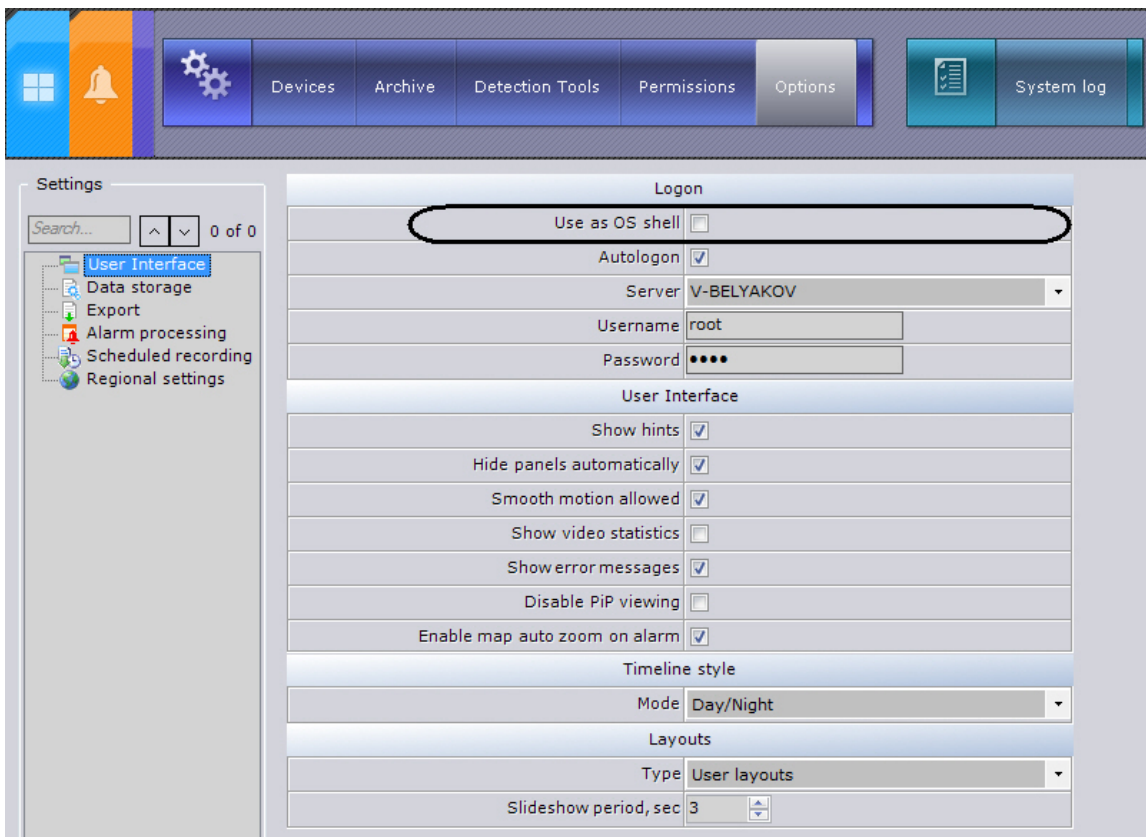 Devices Archive Detection Tools Permissions Options System log
Settings
Search... 0 of 0
User Interface
Data storage
Export
Alarm processing
Scheduled recording
Regional settings
Logon
Use as OS shell
Autologon
Server V-BELYAKOV
Username root
Password ••••
User Interface
Show hints
Hide panels automatically
Smooth motion allowed
Show video statistics
Show error messages
Disable PiP viewing
Enable map auto zoom on alarm
Timeline style
Mode Day/Night
Layouts
Type User layouts
Slideshow period, sec 3